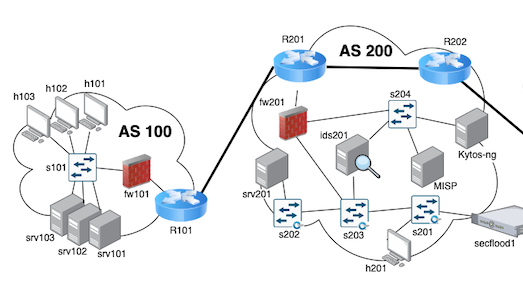 R201
R202
AS 200
h101
h102
h103
s204
fw201
AS 100
ids201
s101
Kytos-ng
fw101
MISP
srv201
R101
s201
srv103
srv102
srv101
s202
s203
secflood1
h201